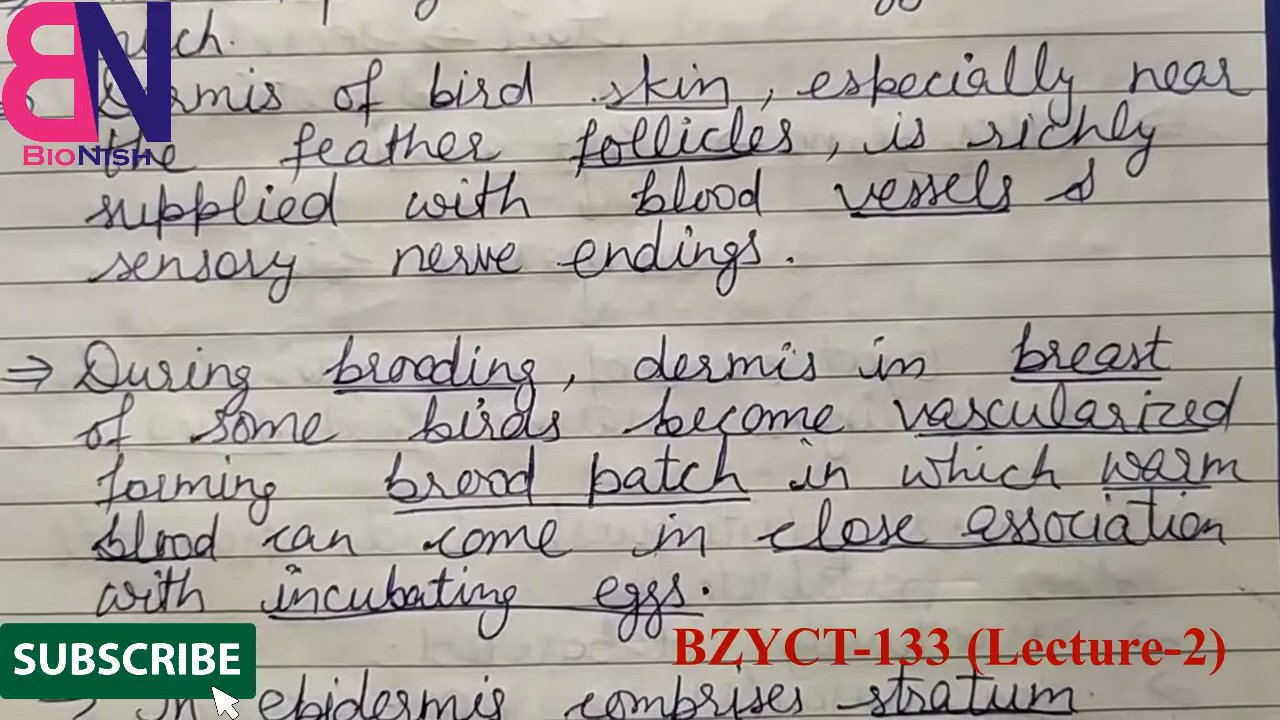 BN
BIONISH
Dermis of bird skin, especially near
the feather follicles, is richly
supplied with blood vessels &
sensory nerve endings.
⇒ During brooding, dermis in breast
of some birds become vascularized
forming brood patch in which warm
blood can come in close association
with incubating eggs.
SUBSCRIBE
BZYCT-133 (Lecture-2)
In epidermis comprises stratum